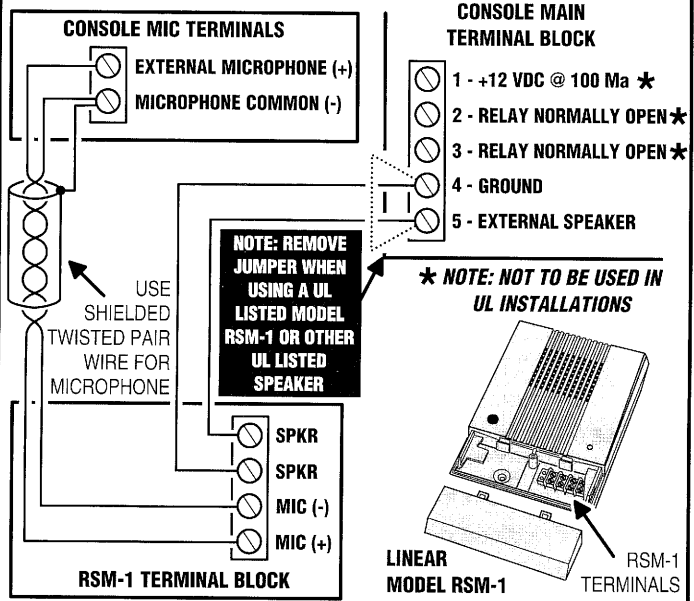 CONSOLE MIC TERMINALS
EXTERNAL MICROPHONE (+)
MICROPHONE COMMON (-)
CONSOLE MAIN
TERMINAL BLOCK
1 - +12 VDC @ 100 Ma ★
2 - RELAY NORMALLY OPEN★
3 - RELAY NORMALLY OPEN★
4 - GROUND
5 - EXTERNAL SPEAKER
NOTE: REMOVE
JUMPER WHEN
USING A UL
LISTED MODEL
RSM-1 OR OTHER
UL LISTED
SPEAKER
★ NOTE: NOT TO BE USED IN
UL INSTALLATIONS
USE
SHIELDED
TWISTED PAIR
WIRE FOR
MICROPHONE
SPKR
SPKR
MIC (-)
MIC (+)
RSM-1 TERMINAL BLOCK
LINEAR
MODEL RSM-1
RSM-1
TERMINALS